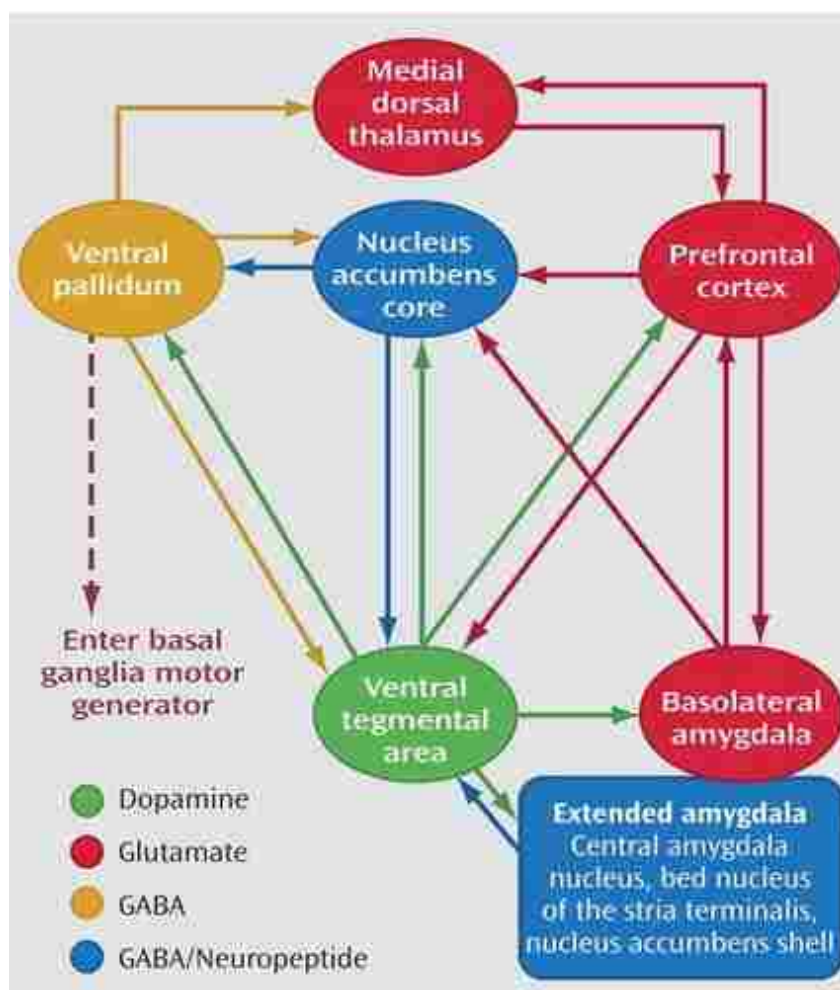 Medial
dorsal
thalamus
Ventral
pallidum
Nucleus
accumbens
core
Prefrontal
cortex
Enter basal
ganglia motor
generator
Ventral
tegmental
area
Basolateral
amygdala
Extended amygdala
Central amygdala
nucleus, bed nucleus
of the stria terminalis,
nucleus accumbens shell
Dopamine
Glutamate
GABA
GABA/Neuropeptide